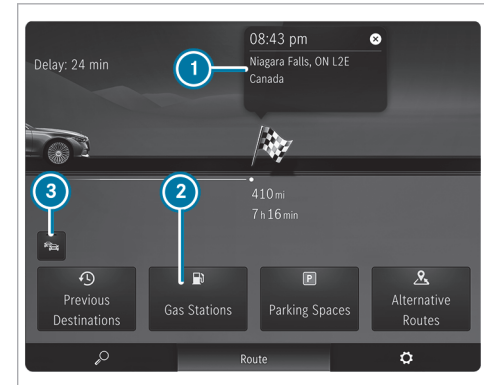 08:43 pm
Delay: 24 min
Niagara Falls, ON L2E
Canada
1
3
2
410 mi
7 h 16 min
P
Previous
Destinations
Gas Stations
Parking Spaces
Alternative
Routes
Route